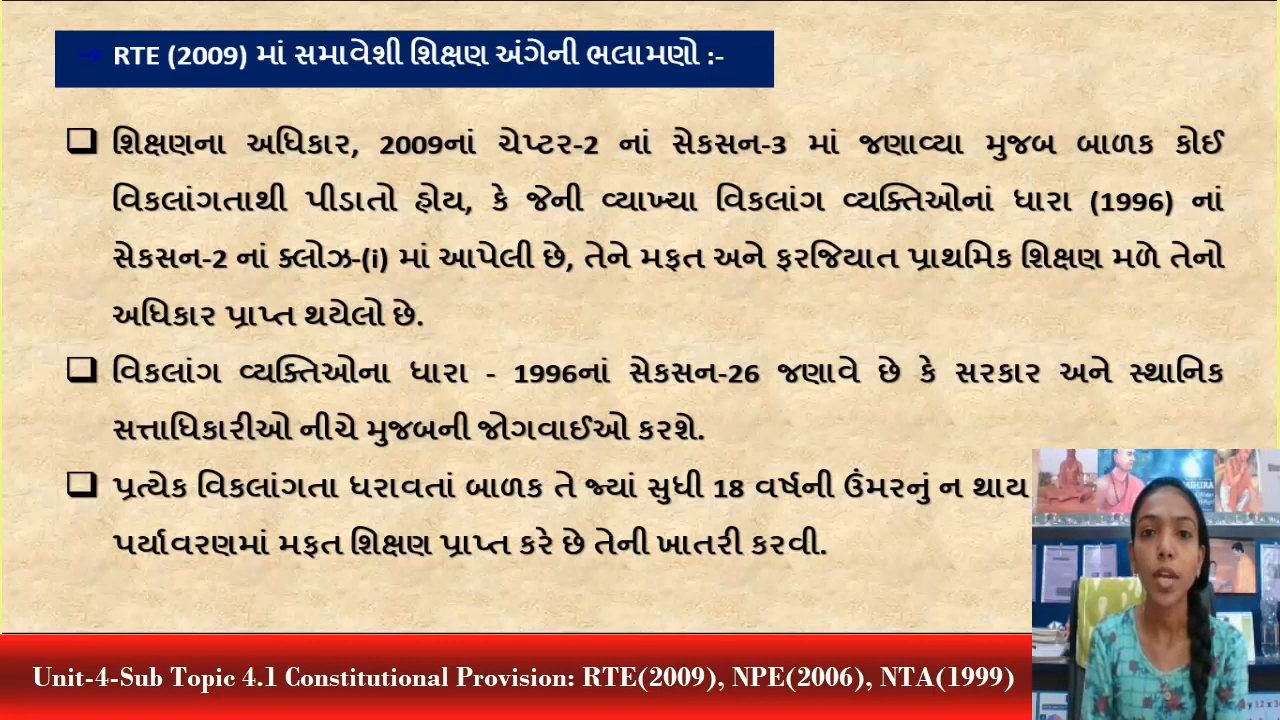 → RTE (2009) માં સમાવેશી શિક્ષણ અંગેની ભલામણો :-
શિક્ષણના અધિકાર, 2009નાં ચેપ્ટર-2 નાં સેકસન-3 માં જણાવ્યા મુજબ બાળક કોઈ
વિકલાંગતાથી પીડાતો હોય, કે જેની વ્યાખ્યા વિકલાંગ વ્યક્તિઓનાં ધારા (1996) નાં
સેકસન-2 નાં ક્લોઝ-(i) માં આપેલી છે, તેને મફત અને ફરજિયાત પ્રાથમિક શિક્ષણ મળે તેનો
અધિકાર પ્રાપ્ત થયેલો છે.
વિકલાંગ વ્યક્તિઓના ધારા - 1996નાં સેકસન-26 જણાવે છે કે સરકાર અને સ્થાનિક
સત્તાધિકારીઓ નીચે મુજબની જોગવાઈઓ કરશે.
પ્રત્યેક વિકલાંગતા ધરાવતાં બાળક તે જ્યાં સુધી 18 વર્ષની ઉંમરનું ન થાય
પર્યાવરણમાં મફત શિક્ષણ પ્રાપ્ત કરે છે તેની ખાતરી કરવી.
MIHIRA
Unit-4-Sub Topic 4.1 Constitutional Provision: RTE(2009), NPE(2006), NTA(1999)